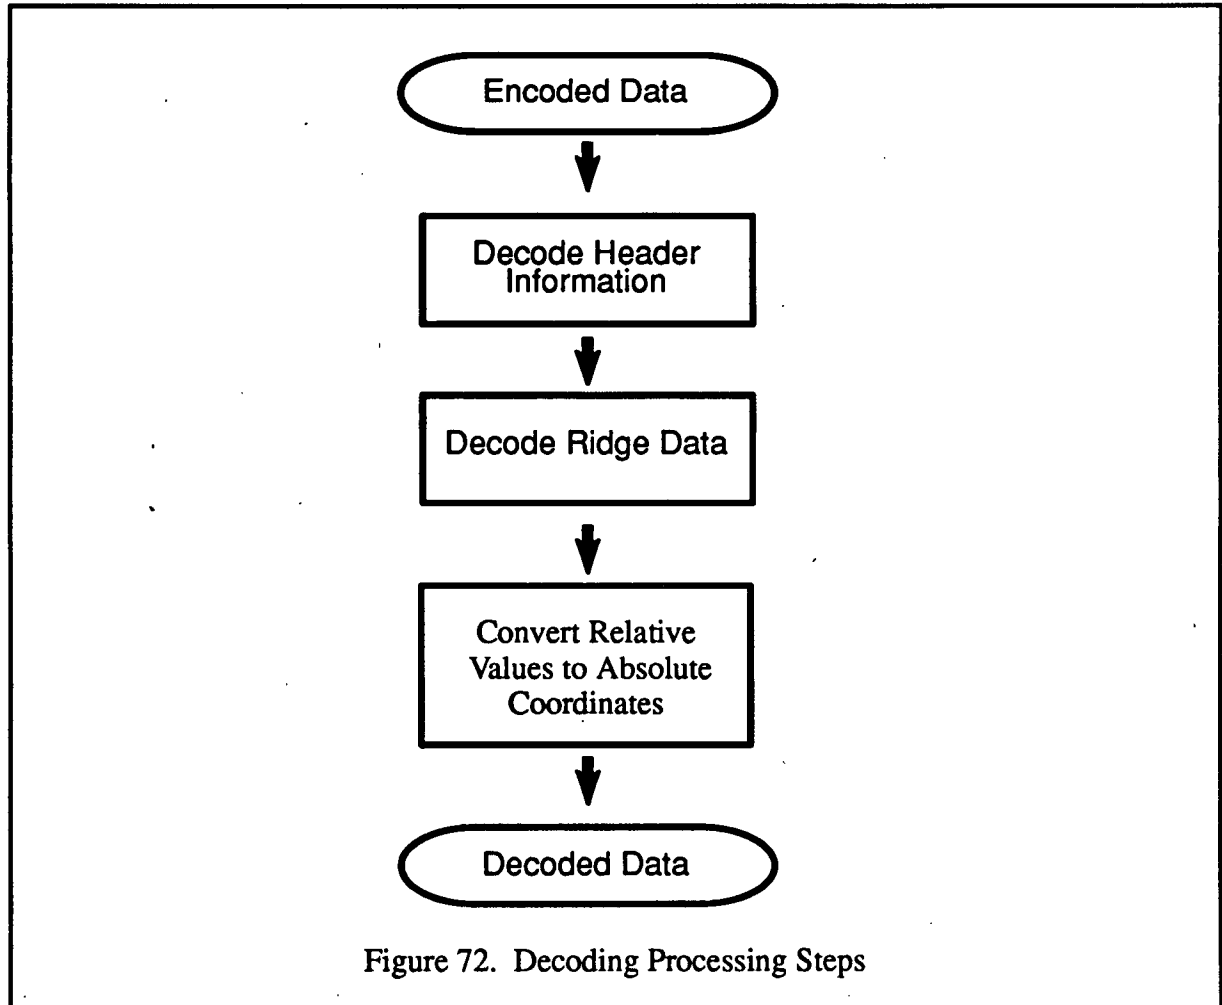 Encoded Data
Decode Header
Information
Decode Ridge Data
Convert Relative
Values to Absolute
Coordinates
Decoded Data
Figure 72. Decoding Processing Steps